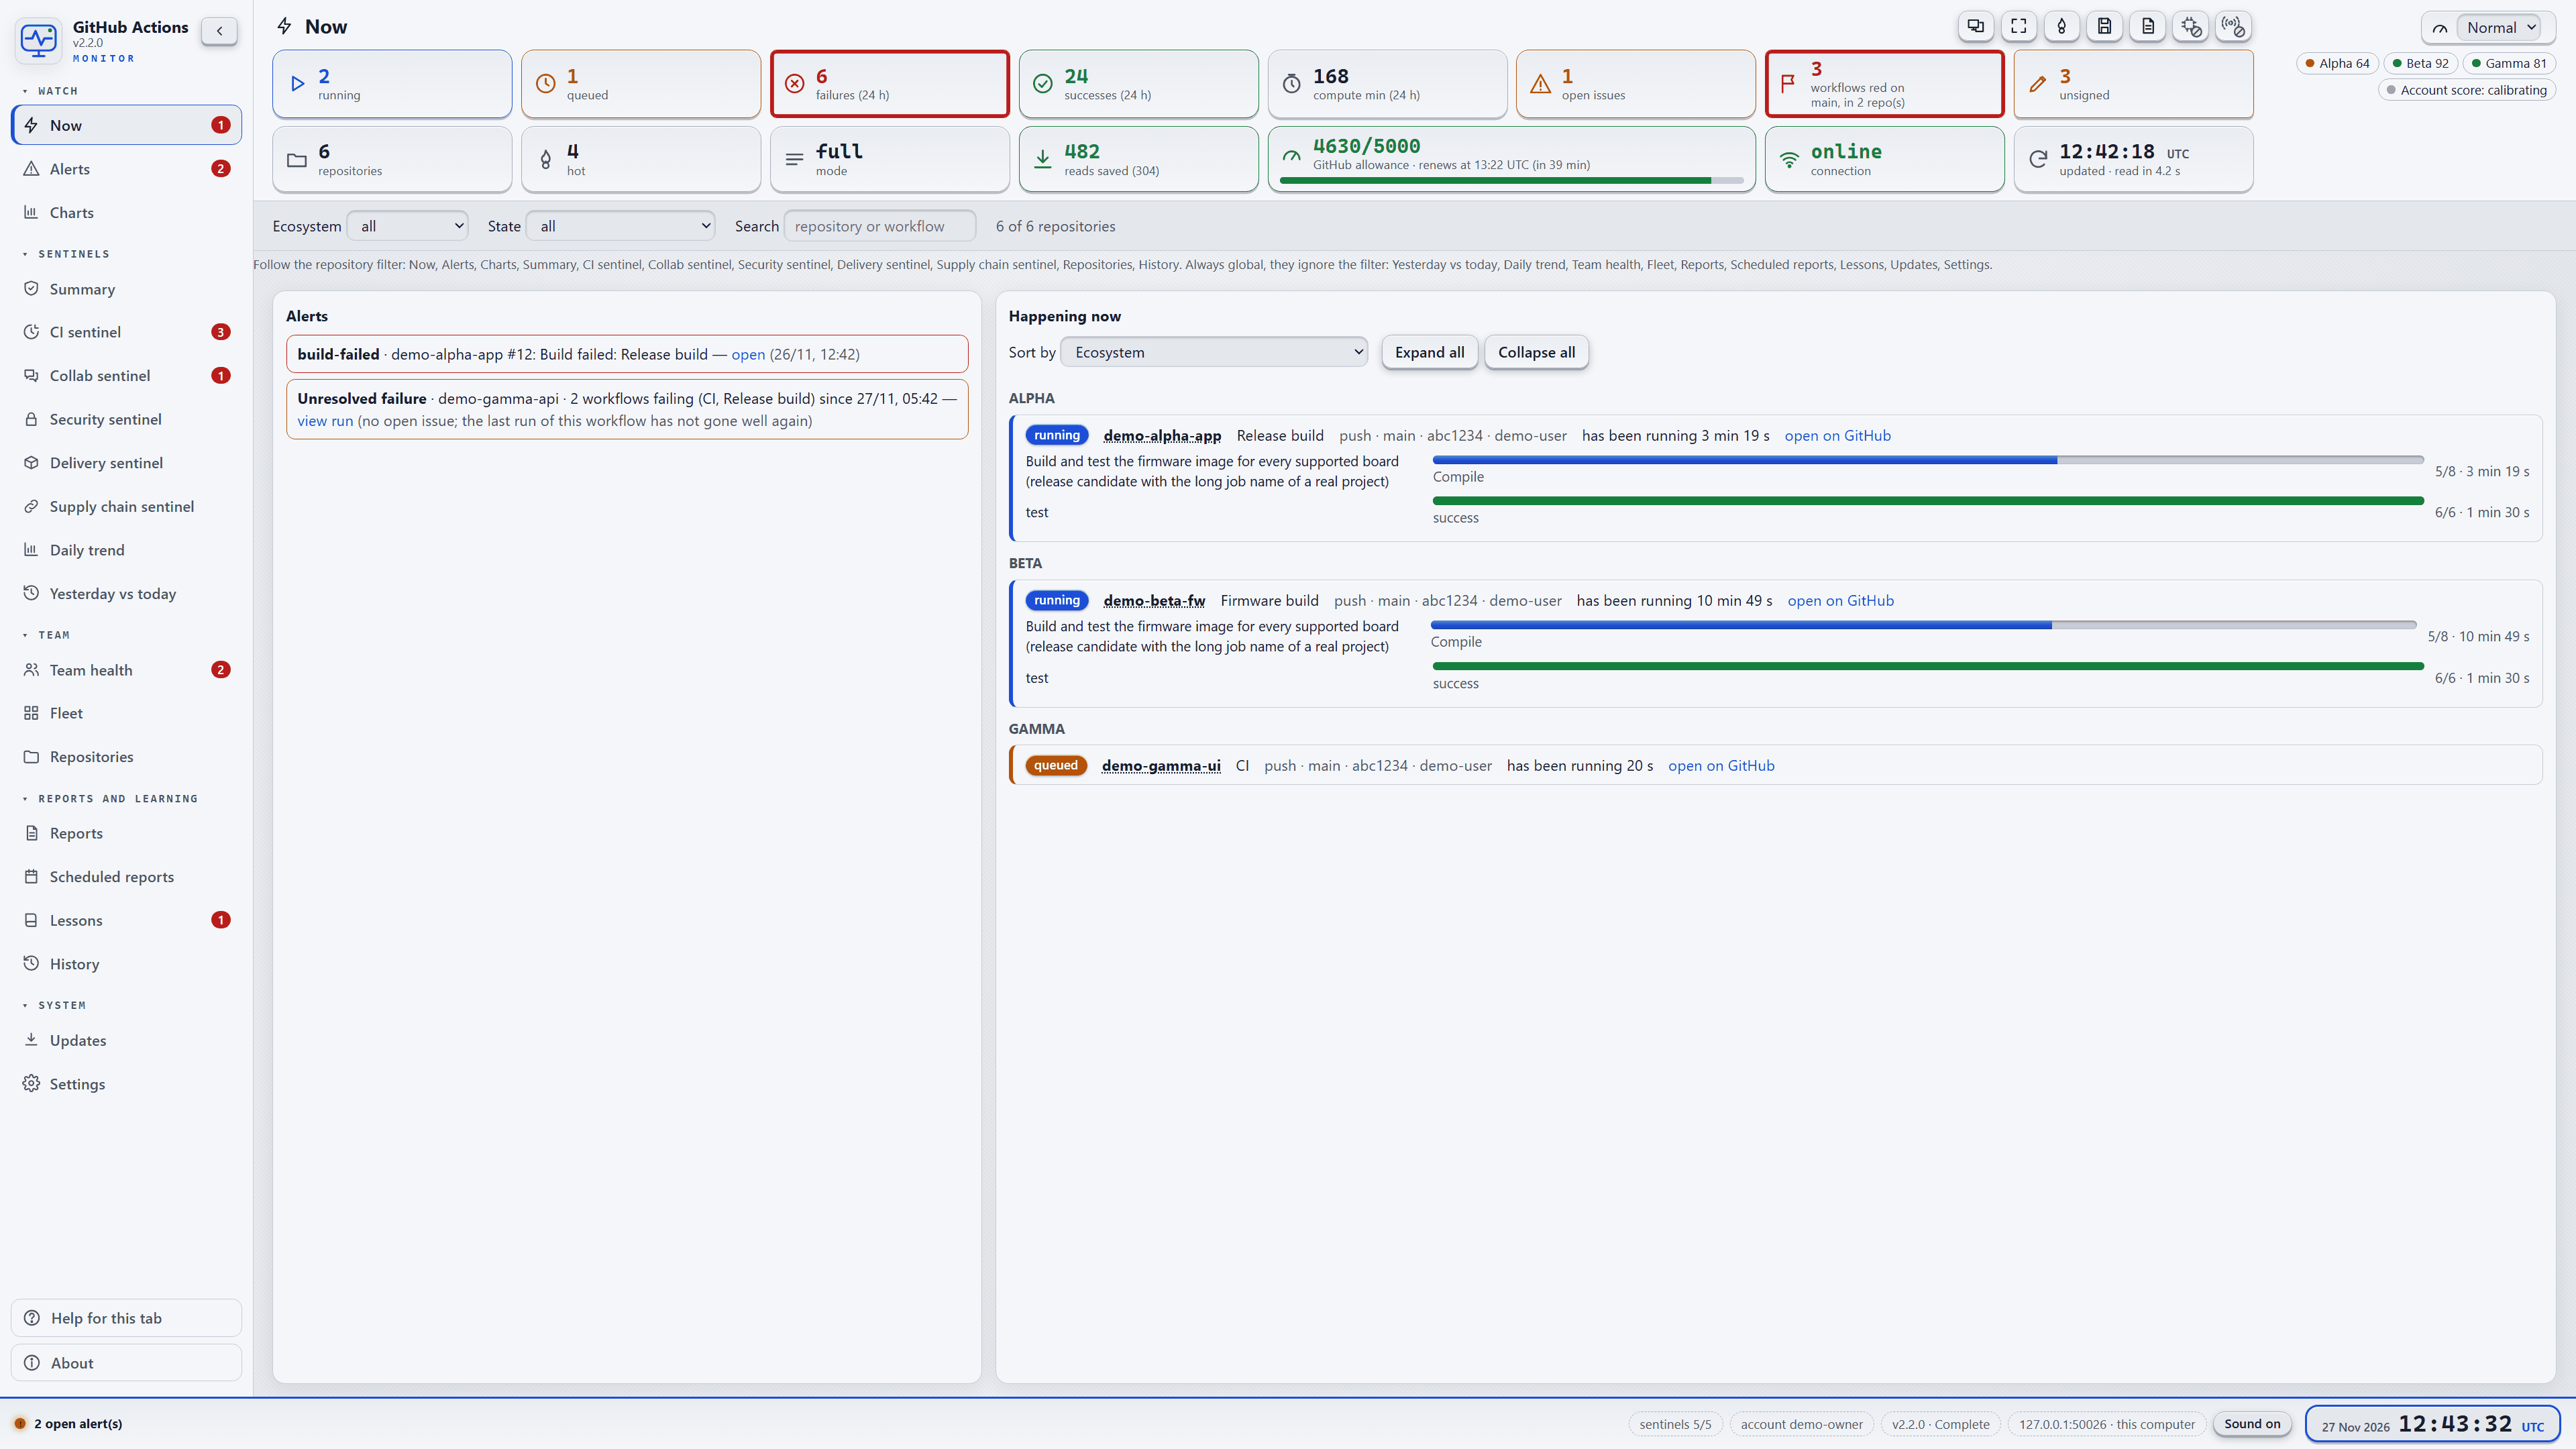 GitHub Actions
v2.2.0
MONITOR
WATCH
Now 1
Alerts 2
Charts
SENTINELS
Summary
CI sentinel 3
Collab sentinel 1
Security sentinel
Delivery sentinel
Supply chain sentinel
Daily trend
Yesterday vs today
TEAM
Team health 2
Fleet
Repositories
REPORTS AND LEARNING
Reports
Scheduled reports
Lessons 1
History
SYSTEM
Updates
Settings
Help for this tab
About
Now
Normal
2
running
1
queued
6
failures (24 h)
24
successes (24 h)
168
compute min (24 h)
1
open issues
3
workflows red on
main, in 2 repo(s)
3
unsigned
Alpha 64 Beta 92 Gamma 81
Account score: calibrating
6
repositories
4
hot
full
mode
482
reads saved (304)
4630/5000
GitHub allowance · renews at 13:22 UTC (in 39 min)
online
connection
12:42:18 UTC
updated · read in 4.2 s
Ecosystem all State all Search repository or workflow 6 of 6 repositories
Follow the repository filter: Now, Alerts, Charts, Summary, CI sentinel, Collab sentinel, Security sentinel, Delivery sentinel, Supply chain sentinel, Repositories, History. Always global, they ignore the filter: Yesterday vs today, Daily trend, Team health, Fleet, Reports, Scheduled reports, Lessons, Updates, Settings.
Alerts
build-failed · demo-alpha-app #12: Build failed: Release build — open (26/11, 12:42)
Unresolved failure · demo-gamma-api · 2 workflows failing (CI, Release build) since 27/11, 05:42 —
view run (no open issue; the last run of this workflow has not gone well again)
Happening now
Sort by Ecosystem Expand all Collapse all
ALPHA
running demo-alpha-app Release build push · main · abc1234 · demo-user has been running 3 min 19 s open on GitHub
Build and test the firmware image for every supported board
(release candidate with the long job name of a real project)
Compile
5/8 · 3 min 19 s
test
success
6/6 · 1 min 30 s
BETA
running demo-beta-fw Firmware build push · main · abc1234 · demo-user has been running 10 min 49 s open on GitHub
Build and test the firmware image for every supported board
(release candidate with the long job name of a real project)
Compile
5/8 · 10 min 49 s
test
success
6/6 · 1 min 30 s
GAMMA
queued demo-gamma-ui CI push · main · abc1234 · demo-user has been running 20 s open on GitHub
2 open alert(s)
sentinels 5/5 account demo-owner v2.2.0 · Complete 127.0.0.1:50026 · this computer Sound on 27 Nov 2026 12:43:32 UTC